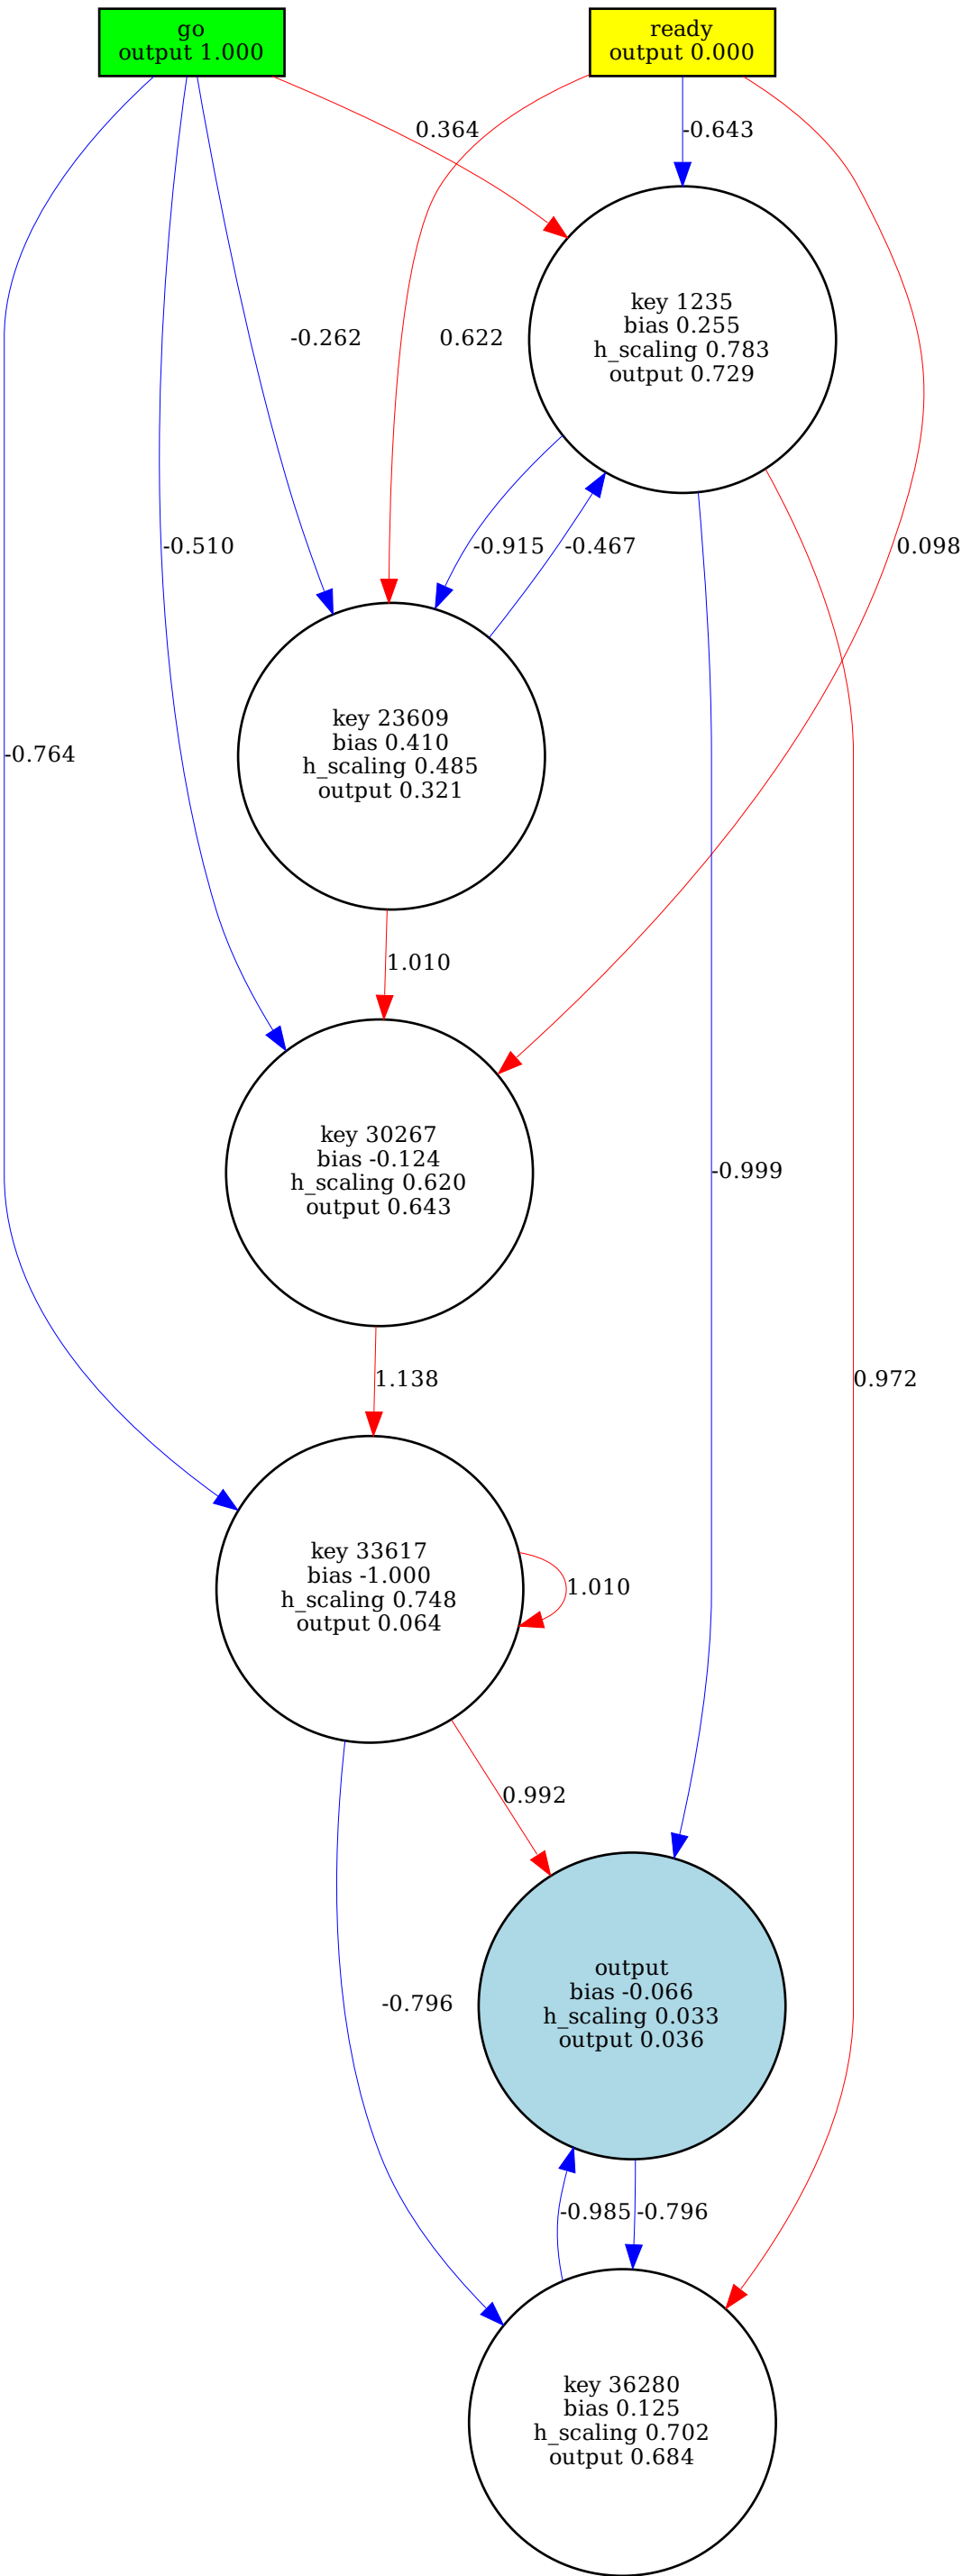 go
output 1.000
ready
output 0.000
0.364
-0.643
key 1235
bias 0.255
h_scaling 0.783
output 0.729
-0.262
0.622
-0.510
-0.915
-0.467
0.098
key 23609
bias 0.410
h_scaling 0.485
output 0.321
-0.764
1.010
key 30267
bias -0.124
h_scaling 0.620
output 0.643
-0.999
1.138
0.972
key 33617
bias -1.000
h_scaling 0.748
output 0.064
1.010
0.992
output
bias -0.066
h_scaling 0.033
output 0.036
-0.796
-0.985
-0.796
key 36280
bias 0.125
h_scaling 0.702
output 0.684